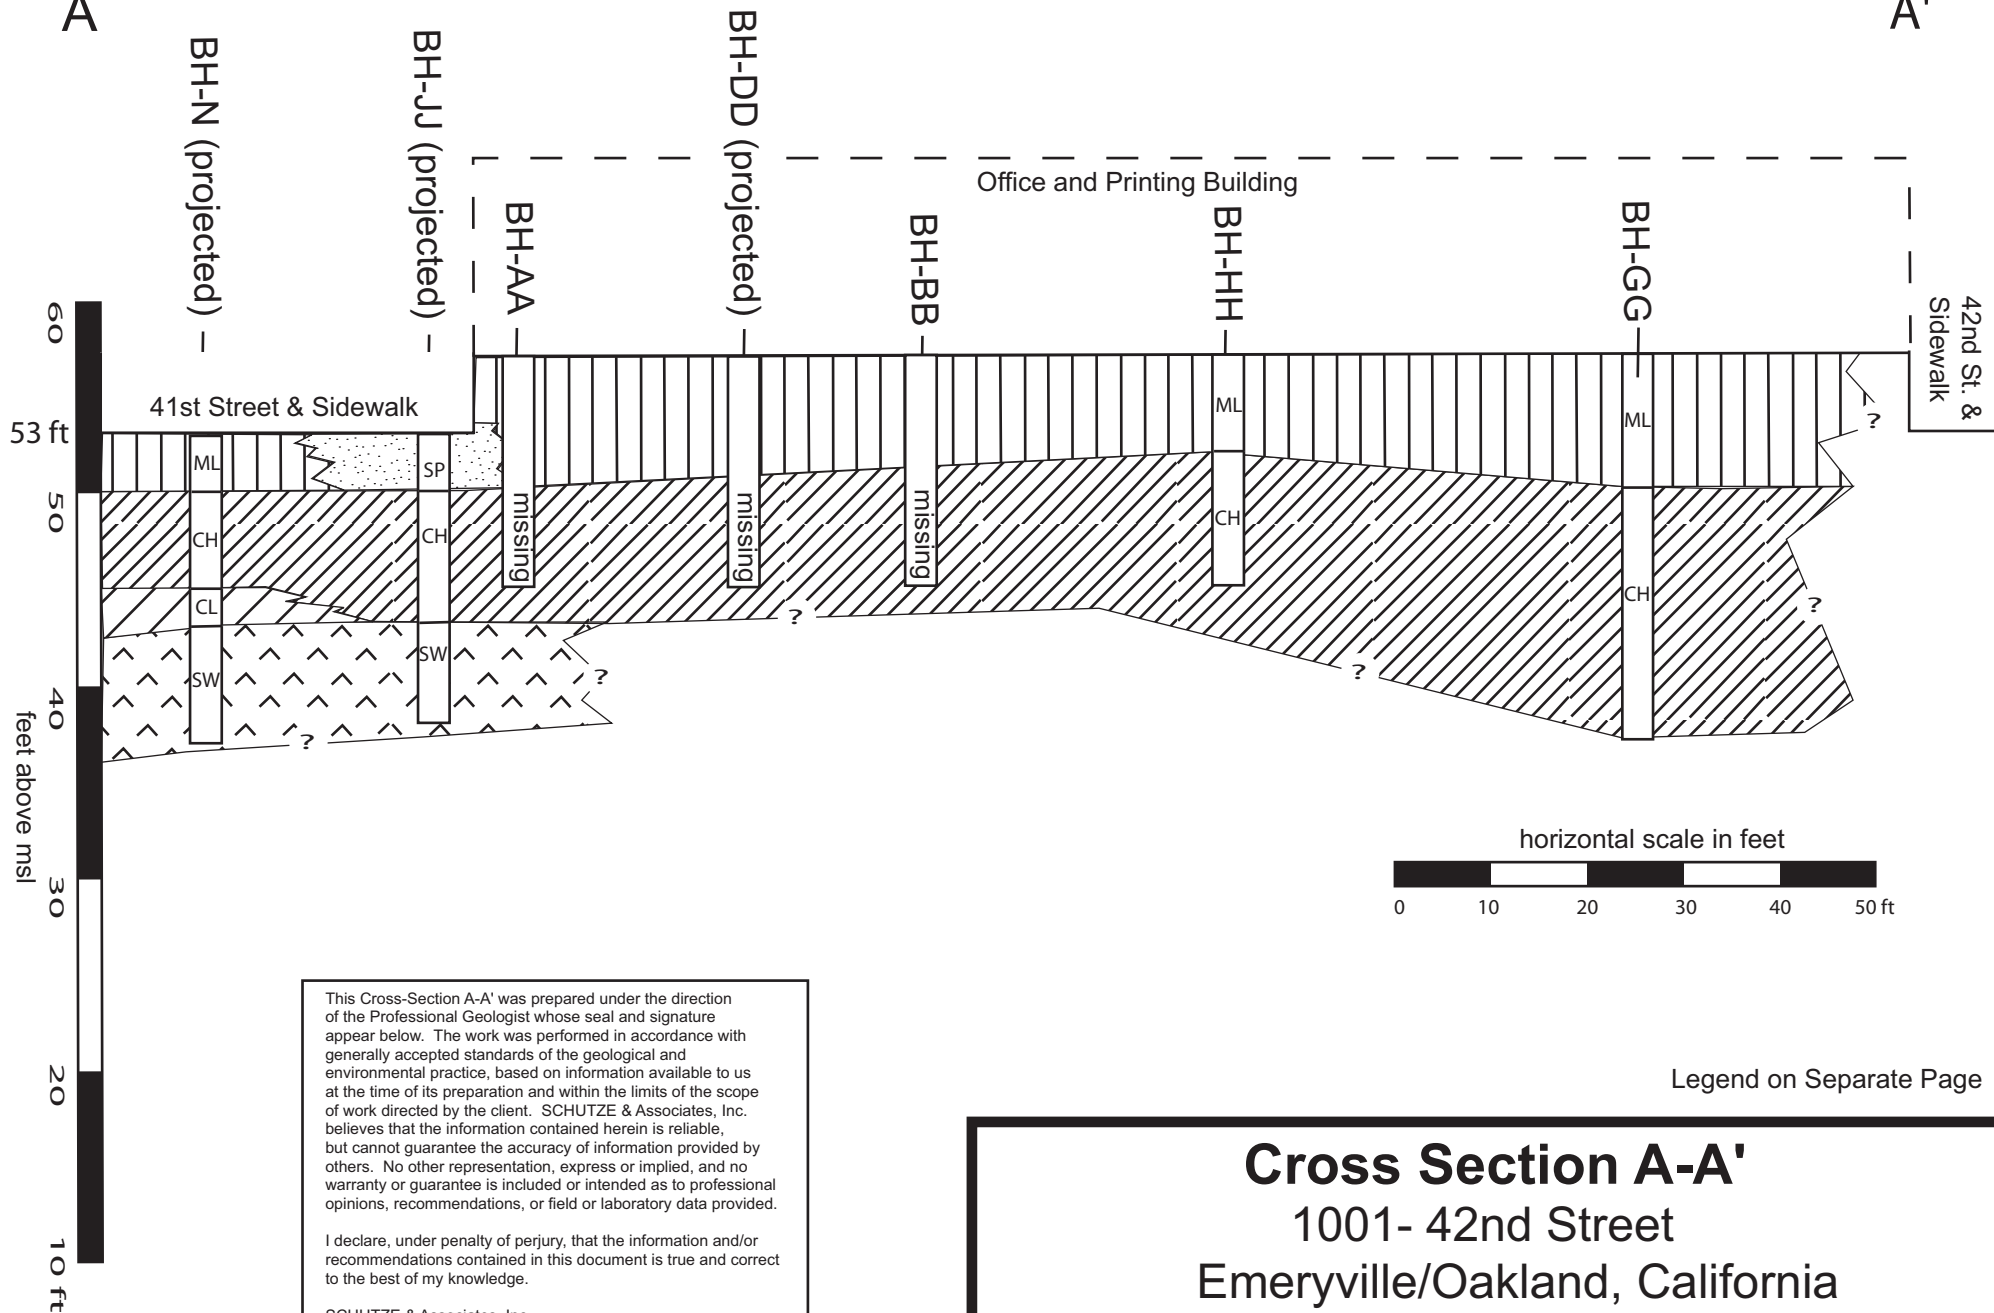 A
A'
BH-N (projected)
BH-JJ (projected)
BH-AA
BH-DD (projected)
BH-BB
BH-HH
BH-GG
Office and Printing Building
42nd St. &
Sidewalk
41st Street & Sidewalk
60
53 ft
50
40
30
20
10 ft
feet above msl
ML
CH
CL
SW
SP
CH
SW
missing
missing
missing
ML
CH
ML
CH
?
?
?
?
?
?
horizontal scale in feet
0 10 20 30 40 50 ft
This Cross-Section A-A' was prepared under the direction
of the Professional Geologist whose seal and signature
appear below. The work was performed in accordance with
generally accepted standards of the geological and
environmental practice, based on information available to us
at the time of its preparation and within the limits of the scope
of work directed by the client. SCHUTZE & Associates, Inc.
believes that the information contained herein is reliable,
but cannot guarantee the accuracy of information provided by
others. No other representation, express or implied, and no
warranty or guarantee is included or intended as to professional
opinions, recommendations, or field or laboratory data provided.
I declare, under penalty of perjury, that the information and/or
recommendations contained in this document is true and correct
to the best of my knowledge.
SCHUTZE & Associates, Inc.
Legend on Separate Page
Cross Section A-A'
1001- 42nd Street
Emeryville/Oakland, California